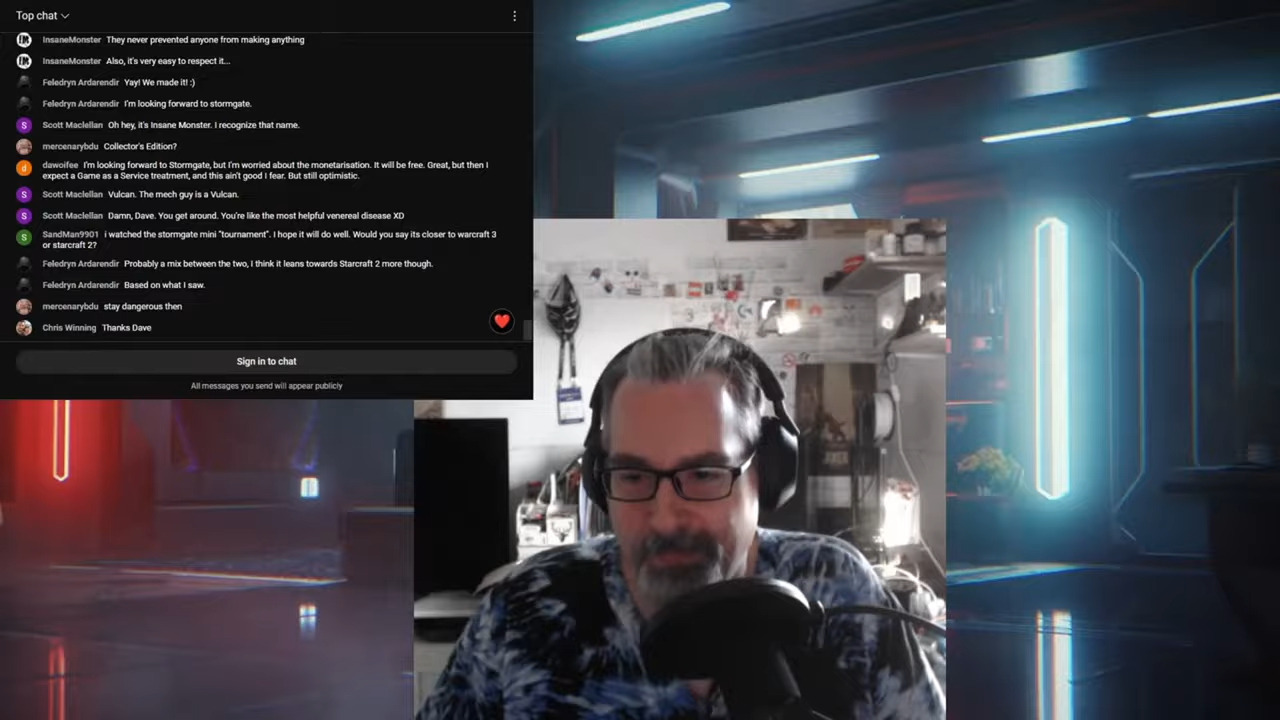 Top chat
InsaneMonster They never prevented anyone from making anything
InsaneMonster Also, it's very easy to respect it...
Feledryn Ardarendir Yay! We made it! :)
Feledryn Ardarendir I'm looking forward to stormgate.
S Scott Maclellan Oh hey, it's Insane Monster. I recognize that name.
mercenarybdu Collector's Edition?
d dawoifee I'm looking forward to Stormgate, but I'm worried about the monetarisation. It will be free. Great, but then I
expect a Game as a Service treatment, and this ain't good I fear. But still optimistic.
S Scott Maclellan Vulcan. The mech guy is a Vulcan.
S Scott Maclellan Damn, Dave. You get around. You're like the most helpful venereal disease XD
S SandMan9901 i watched the stormgate mini "tournament". I hope it will do well. Would you say its closer to warcraft 3
or starcraft 2?
Feledryn Ardarendir Probably a mix between the two, I think it leans towards Starcraft 2 more though.
Feledryn Ardarendir Based on what I saw.
mercenarybdu stay dangerous then
Chris Winning Thanks Dave
Sign in to chat
All messages you send will appear publicly